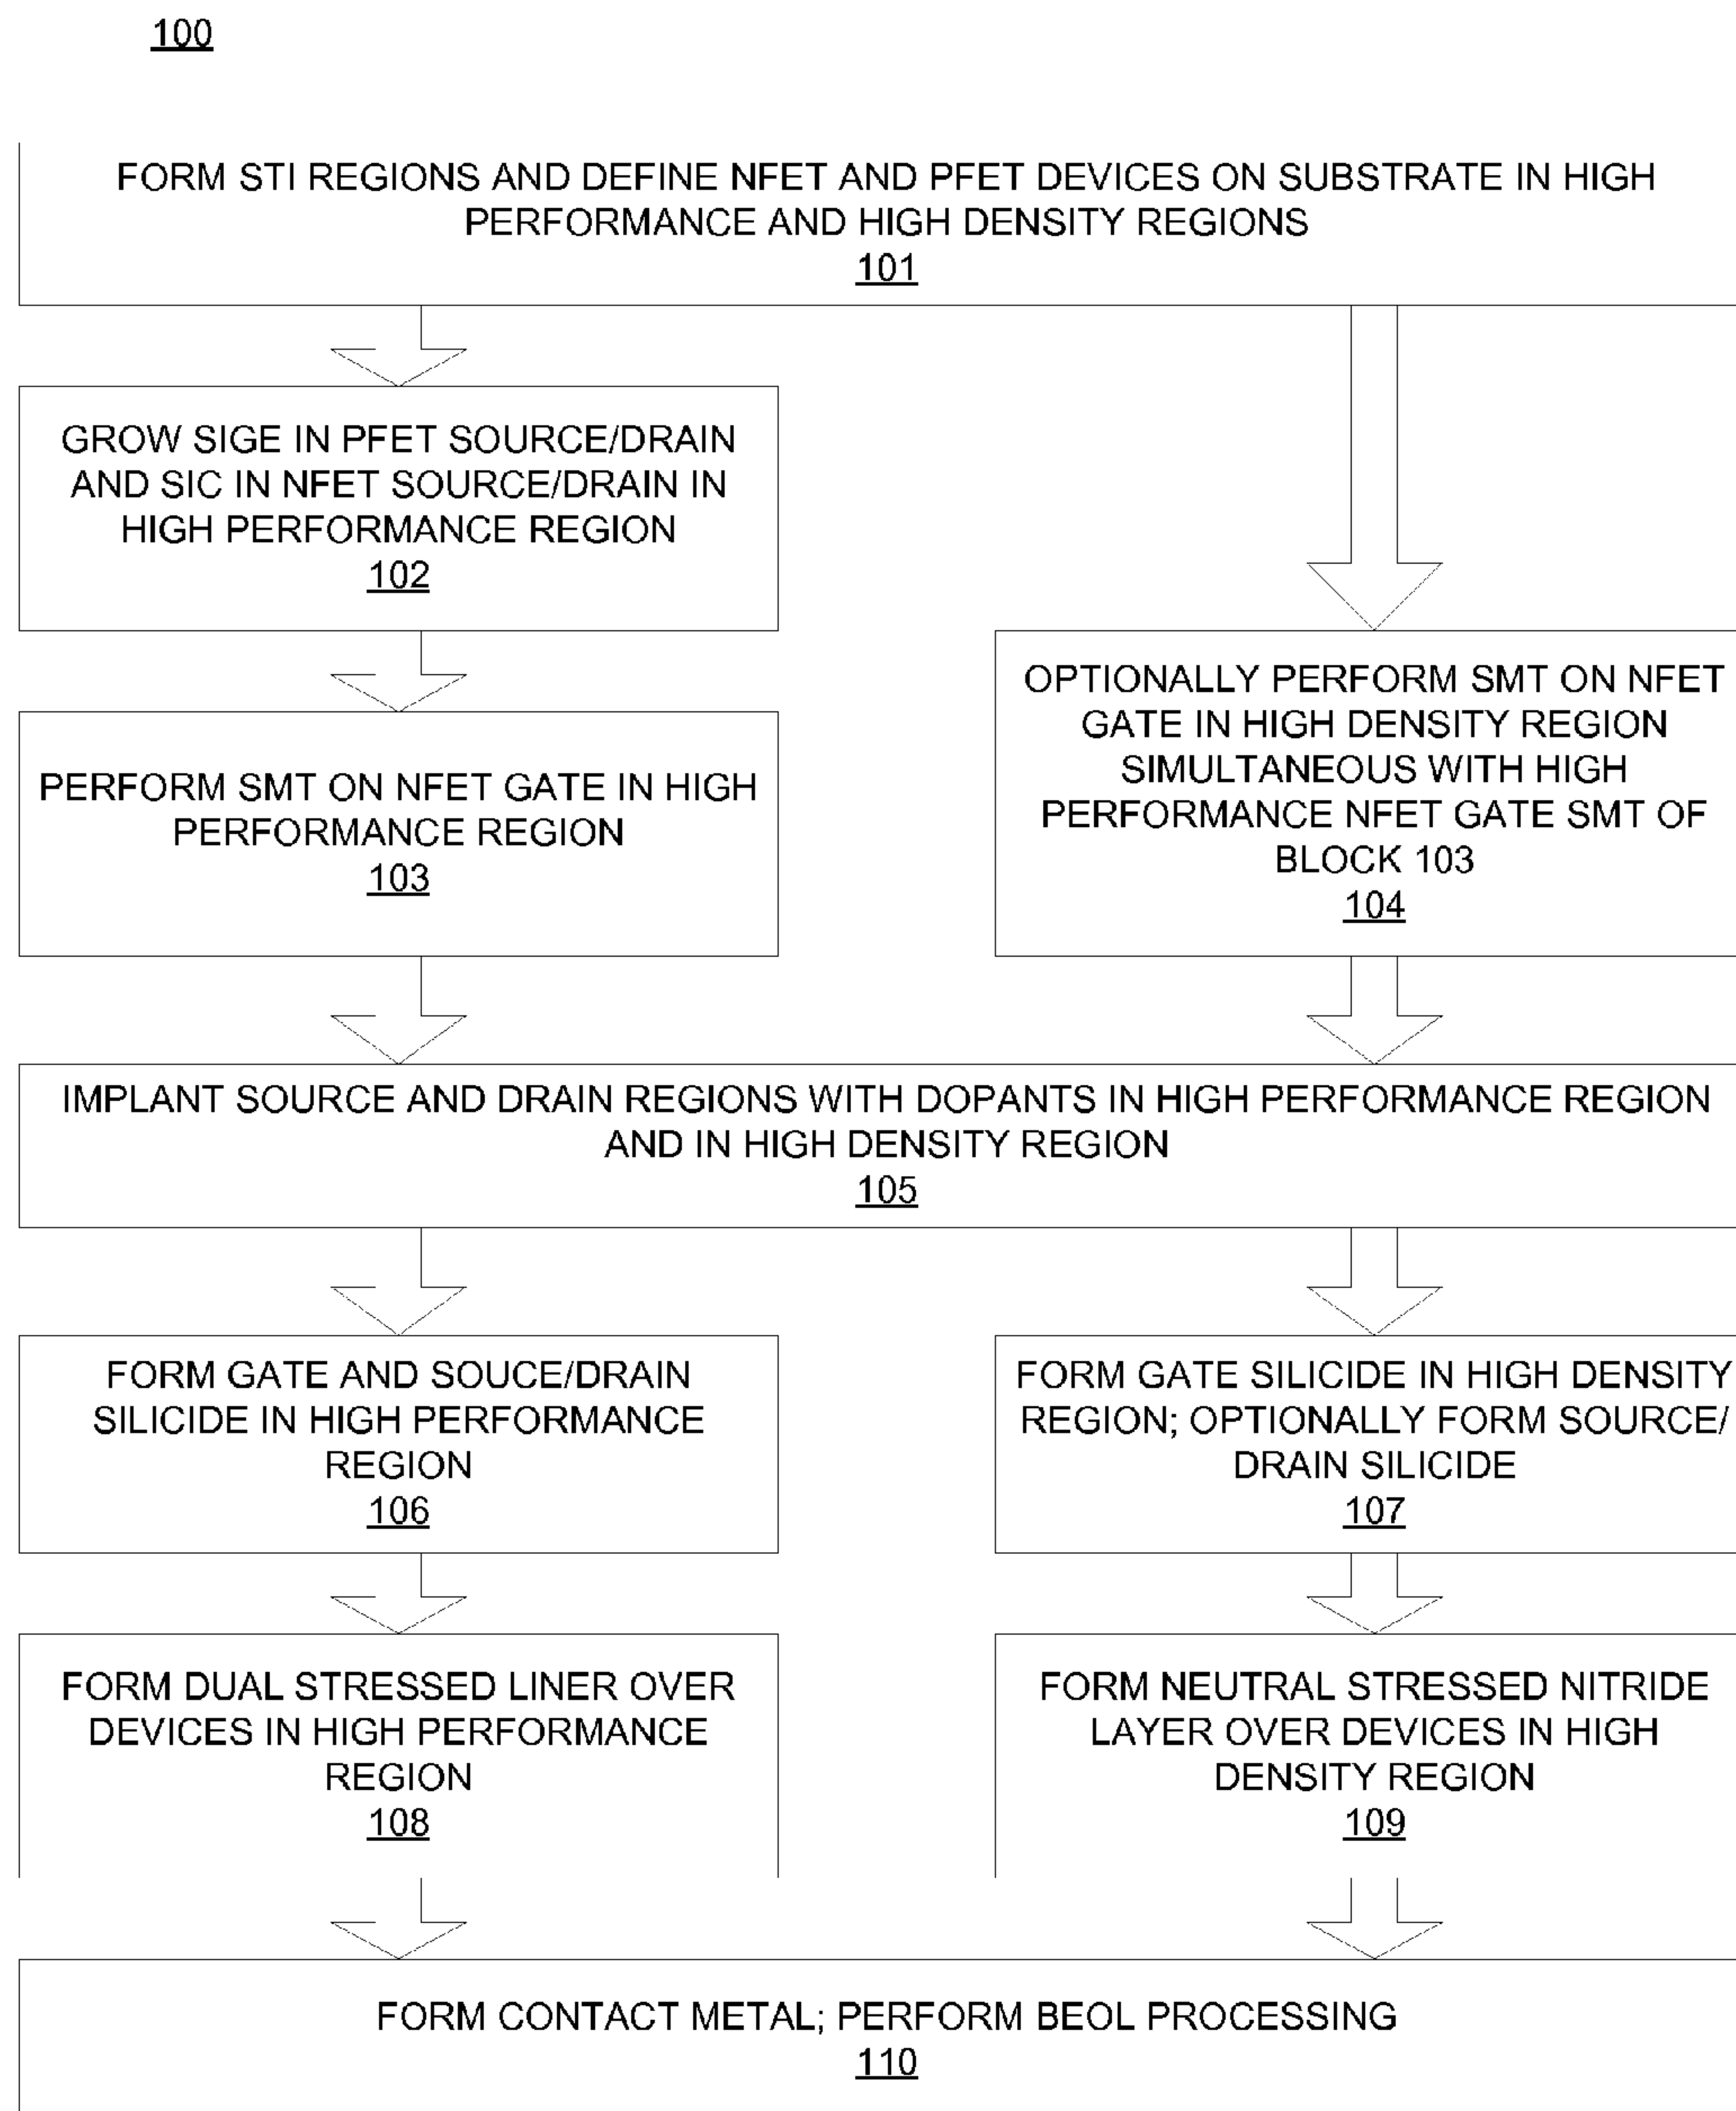 100
FORM STI REGIONS AND DEFINE NFET AND PFET DEVICES ON SUBSTRATE IN HIGH
PERFORMANCE AND HIGH DENSITY REGIONS
101
GROW SIGE IN PFET SOURCE/DRAIN
AND SIC IN NFET SOURCE/DRAIN IN
HIGH PERFORMANCE REGION
102
PERFORM SMT ON NFET GATE IN HIGH
PERFORMANCE REGION
103
OPTIONALLY PERFORM SMT ON NFET
GATE IN HIGH DENSITY REGION
SIMULTANEOUS WITH HIGH
PERFORMANCE NFET GATE SMT OF
BLOCK 103
104
IMPLANT SOURCE AND DRAIN REGIONS WITH DOPANTS IN HIGH PERFORMANCE REGION
AND IN HIGH DENSITY REGION
105
FORM GATE AND SOUCE/DRAIN
SILICIDE IN HIGH PERFORMANCE
REGION
106
FORM GATE SILICIDE IN HIGH DENSITY
REGION; OPTIONALLY FORM SOURCE/
DRAIN SILICIDE
107
FORM DUAL STRESSED LINER OVER
DEVICES IN HIGH PERFORMANCE
REGION
108
FORM NEUTRAL STRESSED NITRIDE
LAYER OVER DEVICES IN HIGH
DENSITY REGION
109
FORM CONTACT METAL; PERFORM BEOL PROCESSING
110